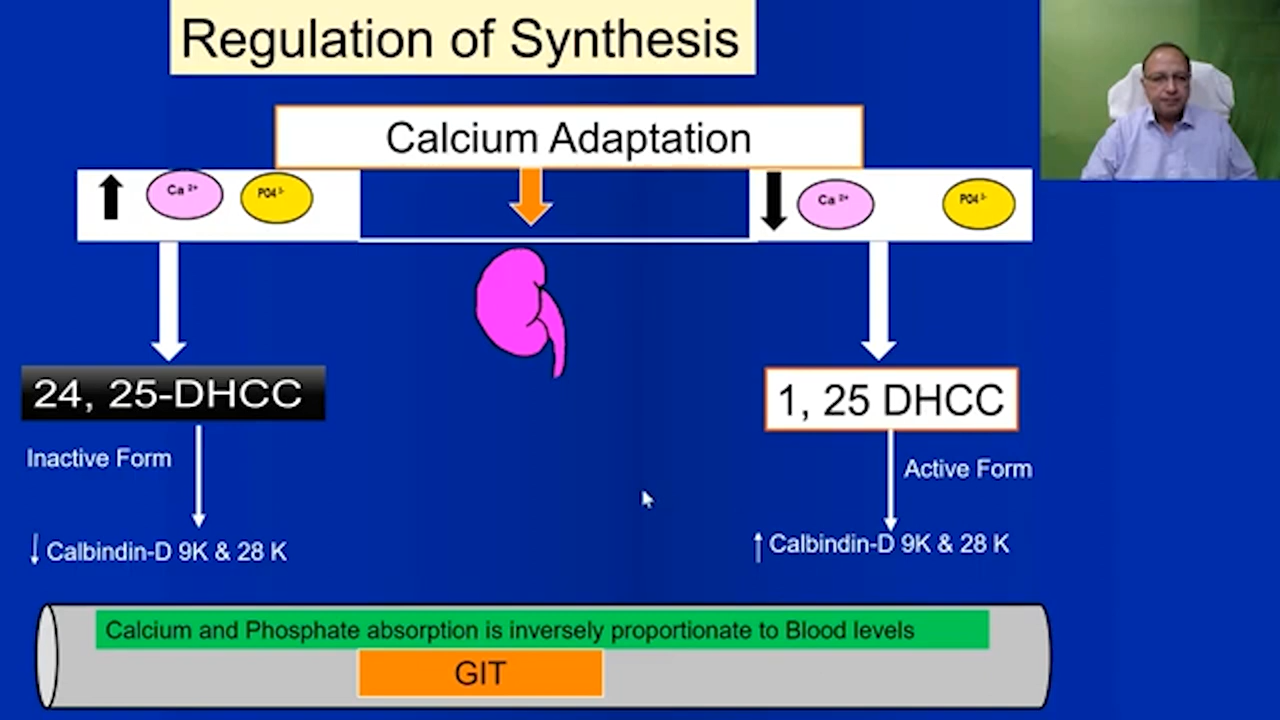 Regulation of Synthesis
Calcium Adaptation
Ca 2+
PO4 3-
Ca 2+
PO4 3-
24, 25-DHCC
1, 25 DHCC
Inactive Form
Active Form
↓ Calbindin-D 9K & 28 K
↑ Calbindin-D 9K & 28 K
Calcium and Phosphate absorption is inversely proportionate to Blood levels
GIT